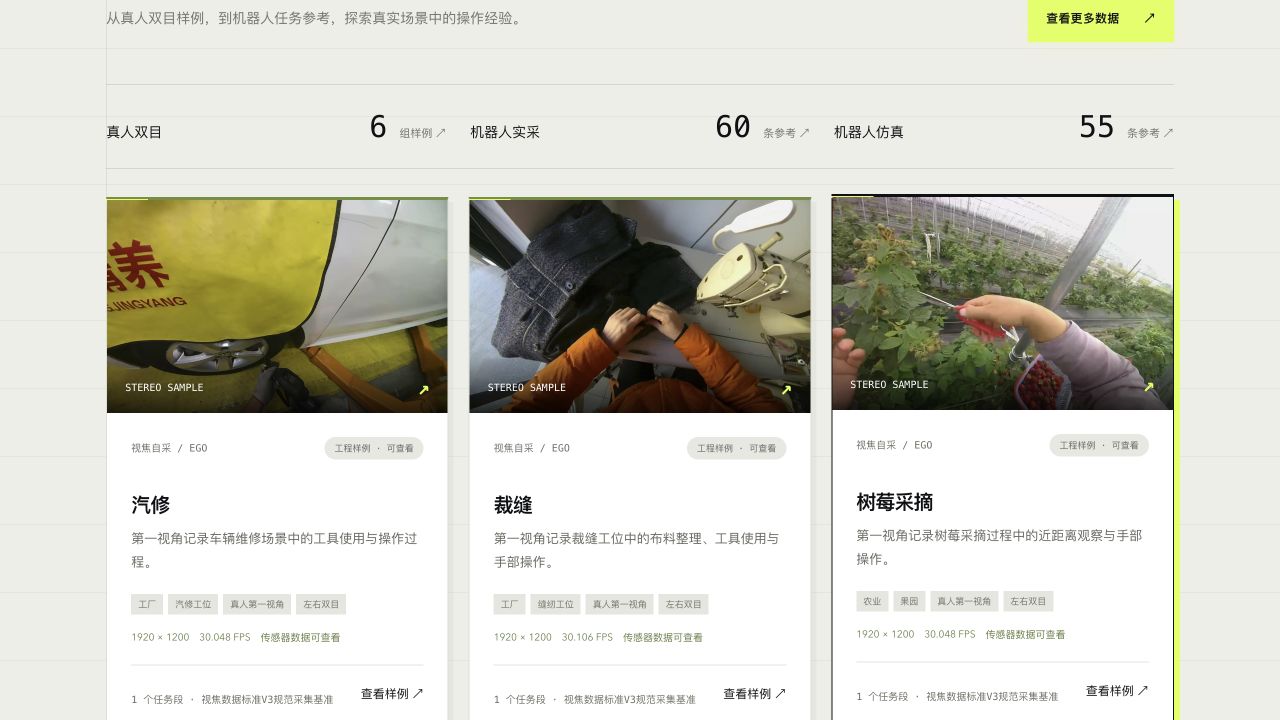 从真人双目样例，到机器人任务参考，探索真实场景中的操作经验。
查看更多数据 ↗
真人双目 6 组样例 ↗
机器人实采 60 条参考 ↗
机器人仿真 55 条参考 ↗
养
JINGYANG
STEREO SAMPLE ↗
视焦自采 / EGO
工程样例 · 可查看
汽修
第一视角记录车辆维修场景中的工具使用与操作过
程。
工厂 汽修工位 真人第一视角 左右双目
1920 × 1200 30.048 FPS 传感器数据可查看
1 个任务段 · 视焦数据标准V3规范采集基准
查看样例 ↗
STEREO SAMPLE ↗
视焦自采 / EGO
工程样例 · 可查看
裁缝
第一视角记录裁缝工位中的布料整理、工具使用与
手部操作。
工厂 缝纫工位 真人第一视角 左右双目
1920 × 1200 30.106 FPS 传感器数据可查看
1 个任务段 · 视焦数据标准V3规范采集基准
查看样例 ↗
STEREO SAMPLE ↗
视焦自采 / EGO
工程样例 · 可查看
树莓采摘
第一视角记录树莓采摘过程中的近距离观察与手部
操作。
农业 果园 真人第一视角 左右双目
1920 × 1200 30.048 FPS 传感器数据可查看
1 个任务段 · 视焦数据标准V3规范采集基准
查看样例 ↗